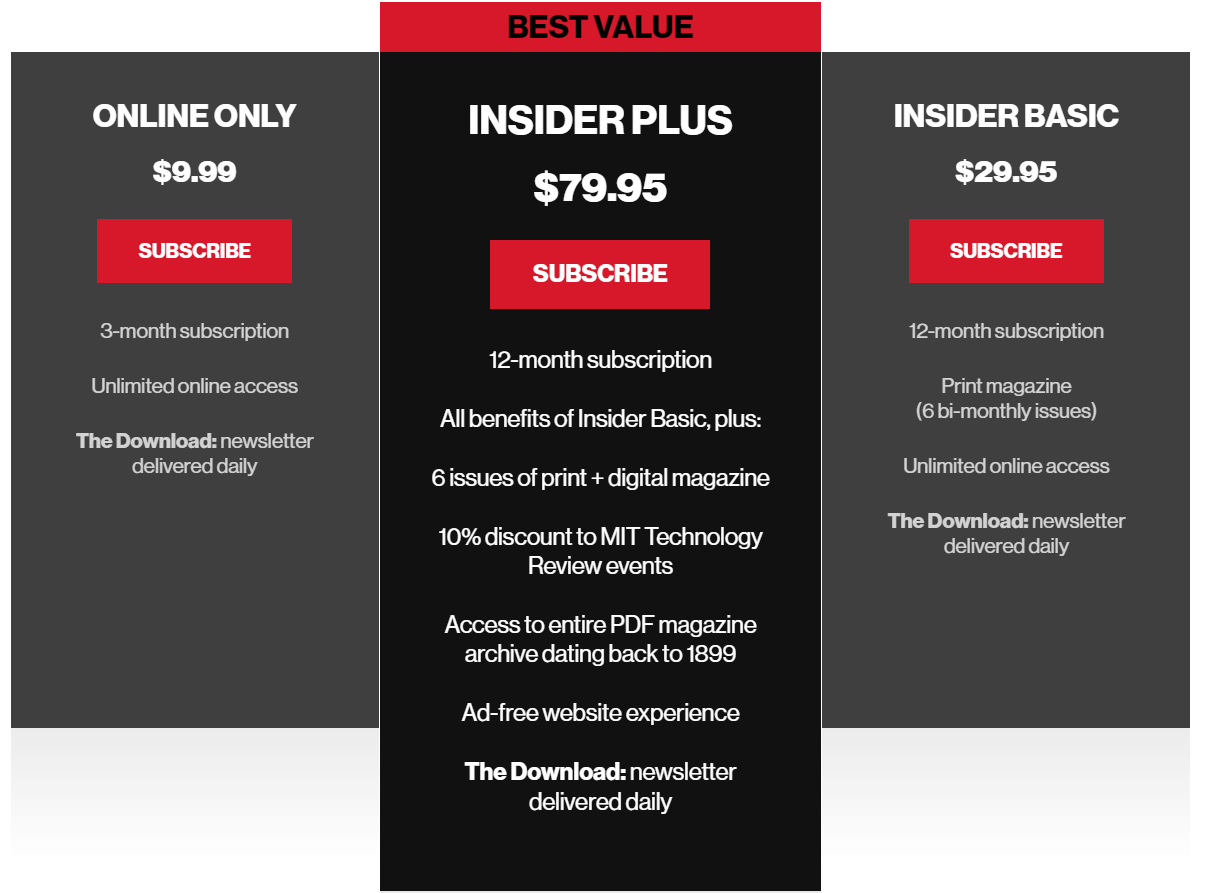 BEST VALUE
ONLINE ONLY
$9.99
SUBSCRIBE
3-month subscription
Unlimited online access
The Download: newsletter
delivered daily
INSIDER PLUS
$79.95
SUBSCRIBE
12-month subscription
All benefits of Insider Basic, plus:
6 issues of print + digital magazine
10% discount to MIT Technology
Review events
Access to entire PDF magazine
archive dating back to 1899
Ad-free website experience
The Download: newsletter
delivered daily
INSIDER BASIC
$29.95
SUBSCRIBE
12-month subscription
Print magazine
(6 bi-monthly issues)
Unlimited online access
The Download: newsletter
delivered daily